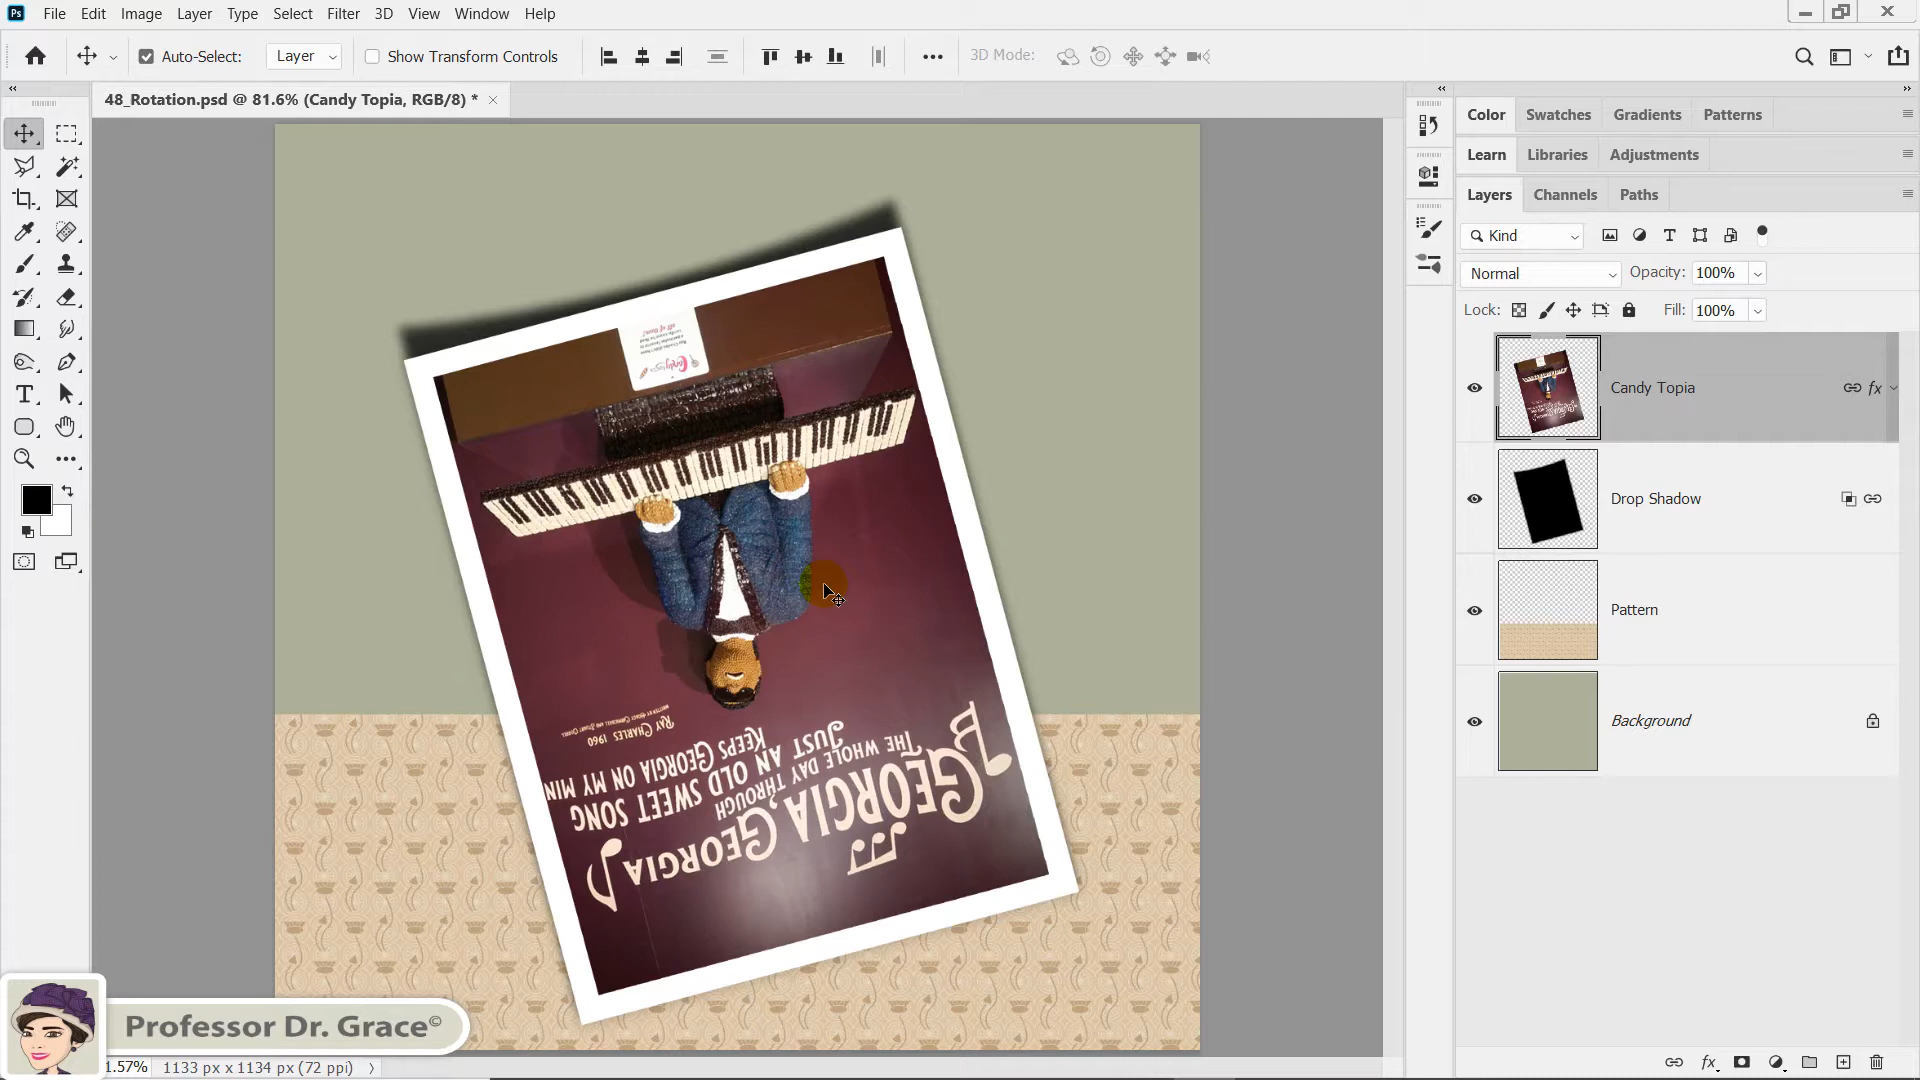 File Edit Image Layer Type Select Filter 3D View Window Help
Auto-Select: Layer Show Transform Controls 3D Mode:
48_Rotation.psd @ 81.6% (Candy Topia, RGB/8) *
Color Swatches Gradients Patterns
Learn Libraries Adjustments
Layers Channels Paths
Kind
Normal Opacity: 100%
Lock: Fill: 100%
Candy Topia fx
Drop Shadow
Pattern
Background
Georgia, Georgia
The whole day through
Just an old sweet song
Keeps Georgia on my min
Ray Charles 1960
Professor Dr. Grace©
1.57% 1133 px x 1134 px (72 ppi)
fx